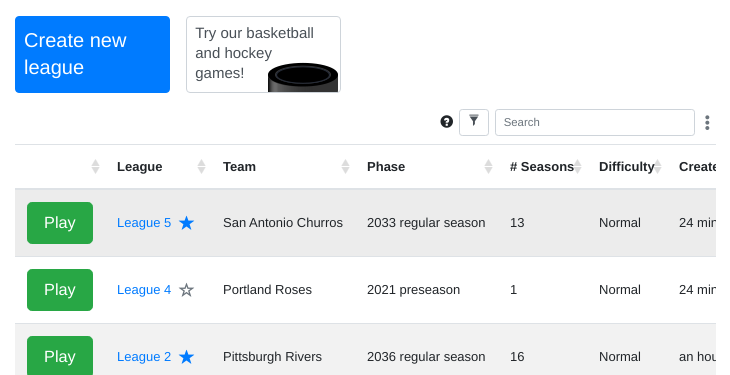 Create new
league
Try our basketball
and hockey
games!
Search
League Team Phase # Seasons Difficulty Create
Play League 5 San Antonio Churros 2033 regular season 13 Normal 24 min
Play League 4 Portland Roses 2021 preseason 1 Normal 24 min
Play League 2 Pittsburgh Rivers 2036 regular season 16 Normal an hou